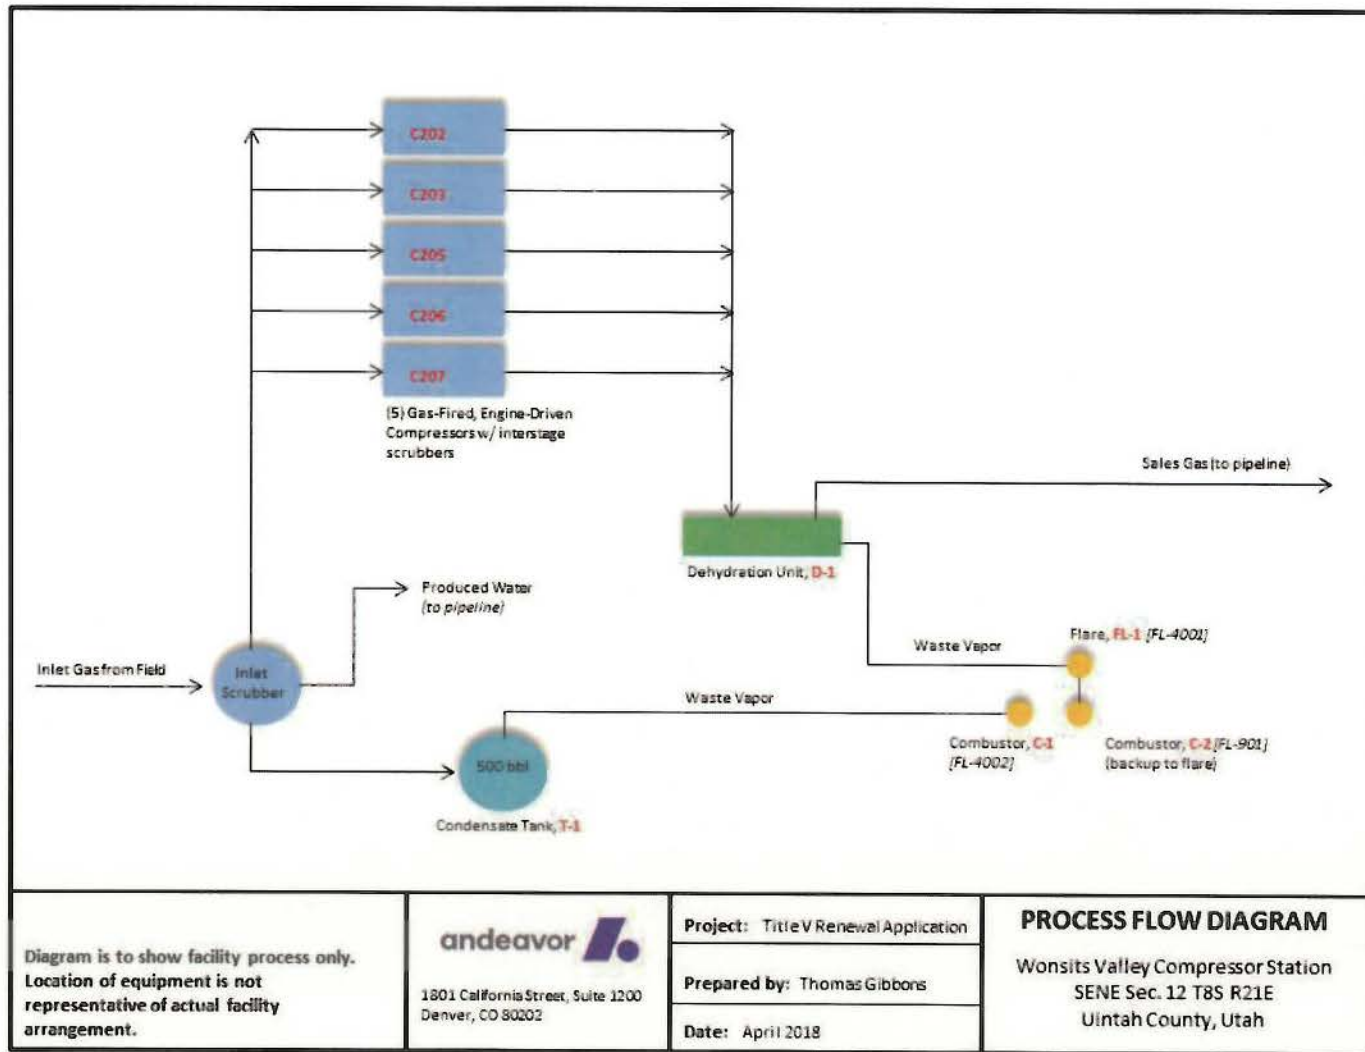 C202
C203
C205
C206
C207
(5) Gas-Fired, Engine-Driven
Compressors w/ interstage
scrubbers
Sales Gas (to pipeline)
Dehydration Unit, D-1
Produced Water
(to pipeline)
Inlet Gas from Field
Inlet
Scrubber
Waste Vapor
Flare, FL-1 [FL-4001]
Waste Vapor
Combustor, C-1
[FL-4002]
Combustor, C-2 [FL-901]
(backup to flare)
500 bbl
Condensate Tank, T-1
Diagram is to show facility process only.
Location of equipment is not
representative of actual facility
arrangement.
andeavor
1801 California Street, Suite 1200
Denver, CO 80202
Project: Title V Renewal Application
Prepared by: Thomas Gibbons
Date: April 2018
PROCESS FLOW DIAGRAM
Wonsits Valley Compressor Station
SENE Sec. 12 T8S R21E
Uintah County, Utah